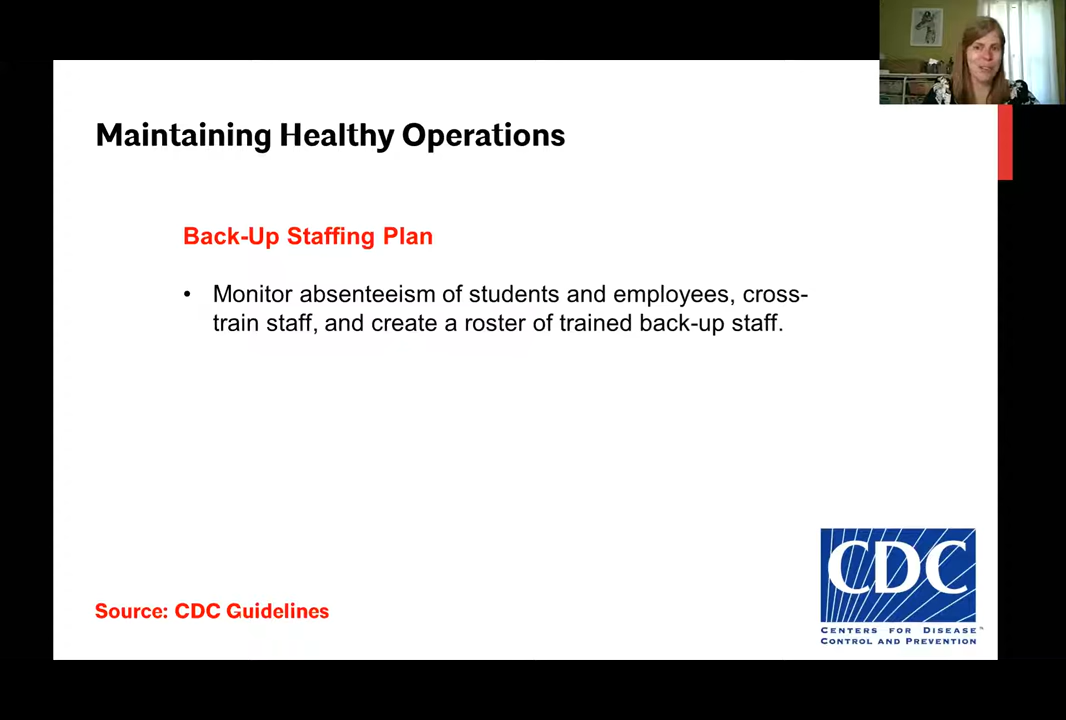 Maintaining Healthy Operations
Back-Up Staffing Plan
• Monitor absenteeism of students and employees, cross-
train staff, and create a roster of trained back-up staff.
Source: CDC Guidelines
CDC
CENTERS FOR DISEASE™
CONTROL AND PREVENTION